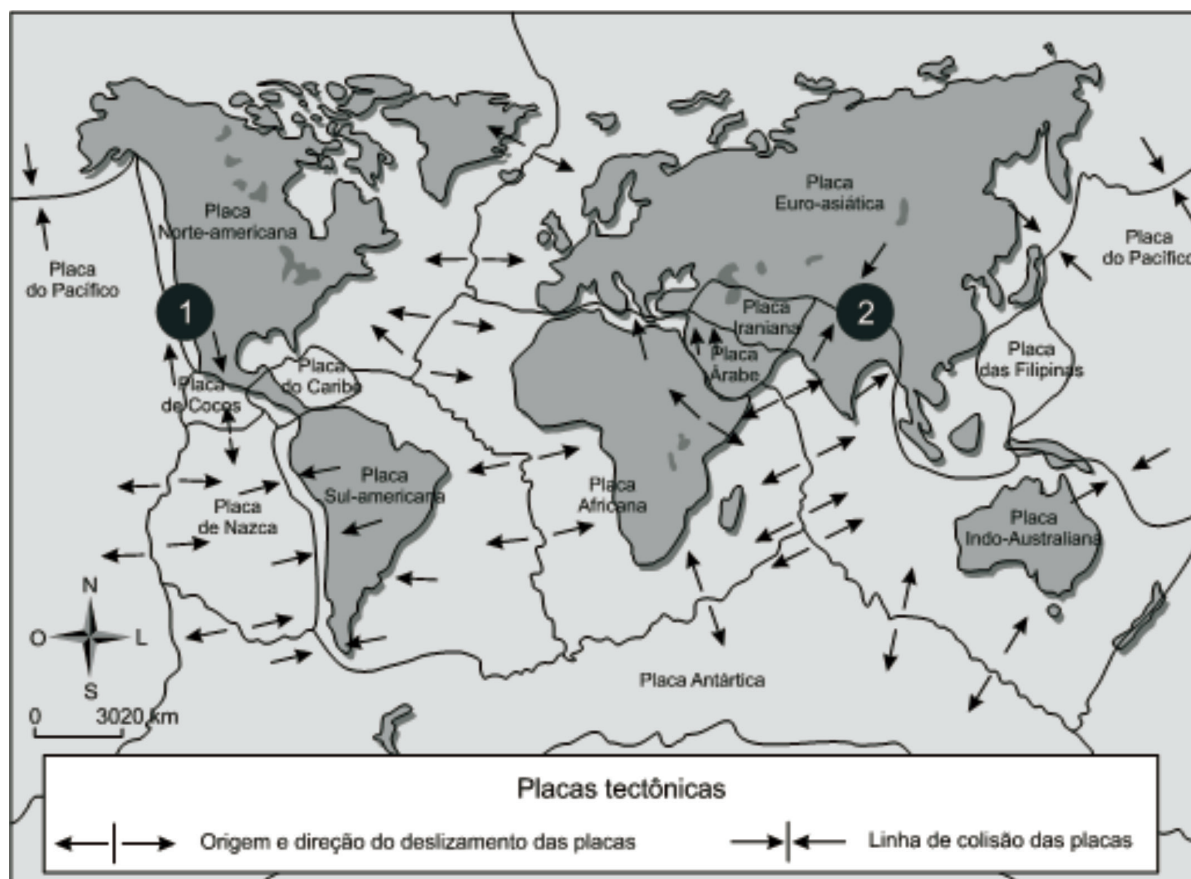 Placa
Norte-americana
Placa
do Pacífico
1
Placa
de Cocos
Placa
do Caribe
Placa
de Nazca
Placa
Sul-americana
Placa
Africana
Placa
Euro-asiática
Placa
Iraniana
Placa
Árabe
2
Placa
do Pacífico
Placa
das Filipinas
Placa
Indo-Australiana
Placa Antártica
N
O
L
S
0 3020 km
Placas tectônicas
Origem e direção do deslizamento das placas
Linha de colisão das placas